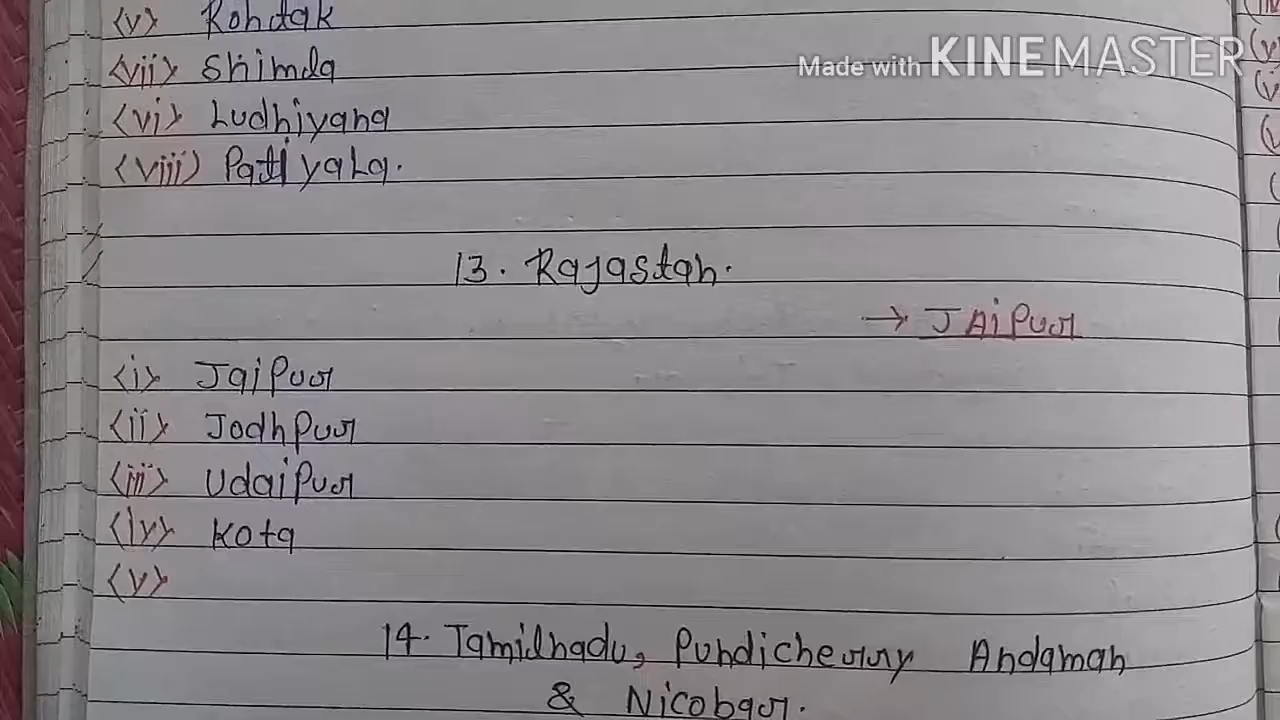 <v> Rohtak
Made with KINEMASTER
<vii> Shimla
<vi> Ludhiyana
<viii) Patiyala.
13. Rajastan.
→ JAiPur
<i> JaiPur
<ii> JodhPur
<iii> UdaiPur
<iv> Kota
<v>
14. Tamilnadu, Pundicherry Andaman
& Nicobar.